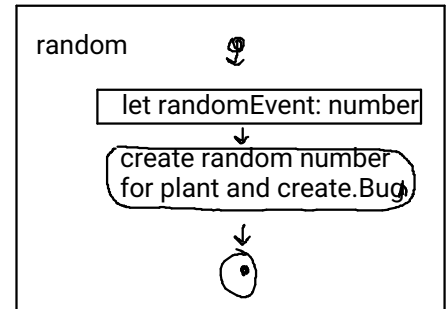 random
let randomEvent: number
create random number
for plant and create.Bug